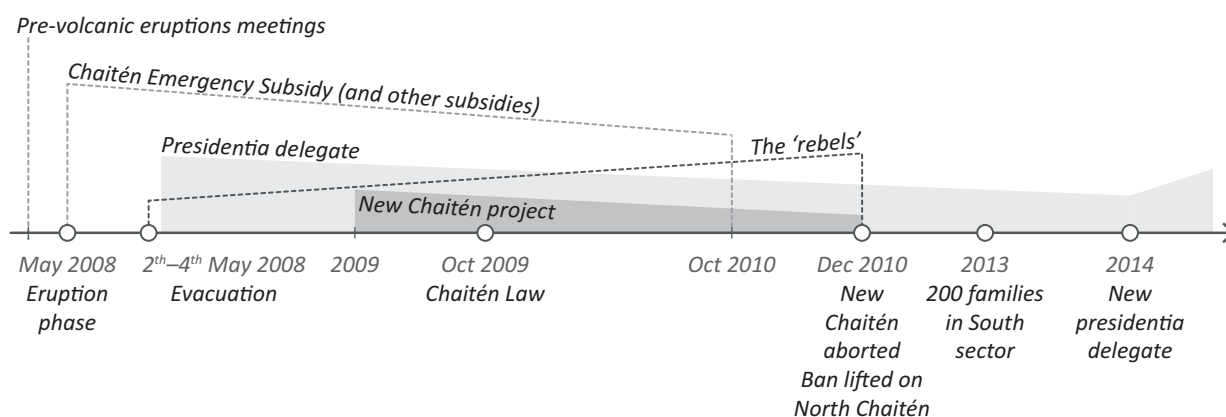 Pre-volcanic eruptions meetings
Chaitén Emergency Subsidy (and other subsidies)
The ‘rebels’
Presidentia delegate
New Chaitén project
May 2008
Eruption
phase
2th–4th May 2008
Evacuation
2009
Oct 2009
Chaitén Law
Oct 2010
Dec 2010
New
Chaitén
aborted
Ban lifted on
North Chaitén
2013
200 families
in South
sector
2014
New
presidentia
delegate